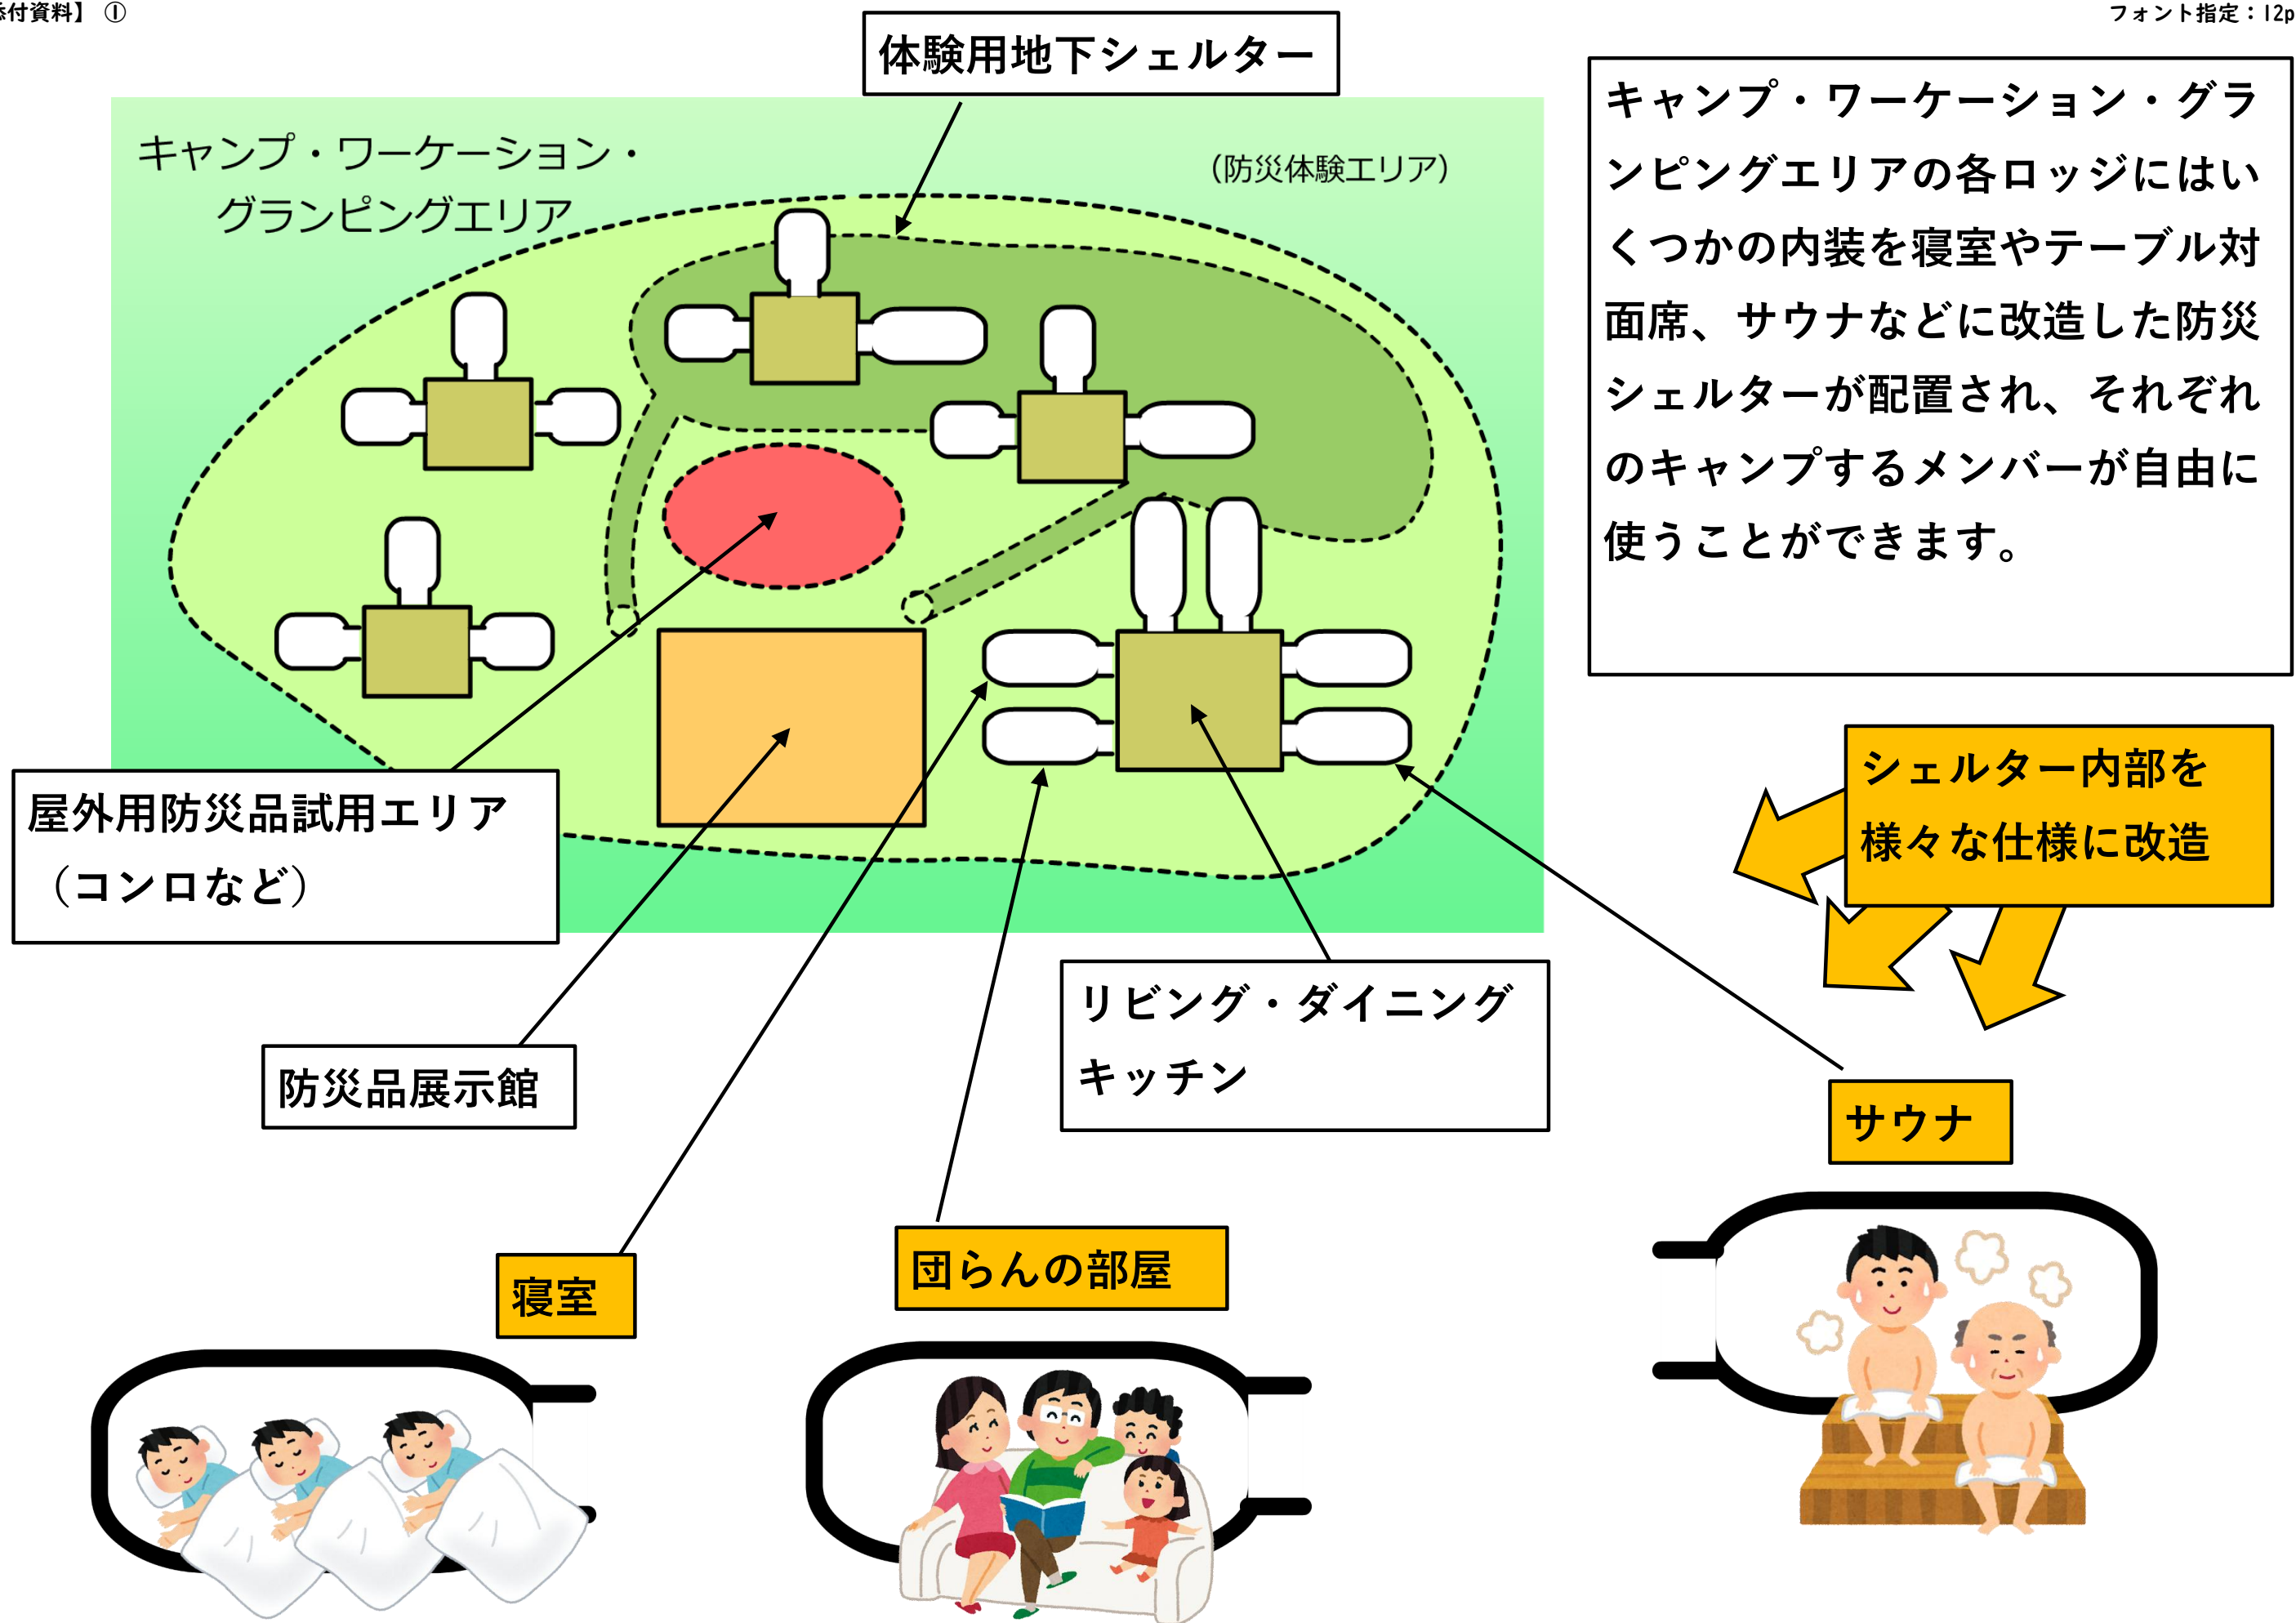 付資料】 ①
フォント指定：12p
体験用地下シェルター
キャンプ・ワーケーション・
グランピングエリア
（防災体験エリア）
キャンプ・ワーケーション・グラ
ンピングエリアの各ロッジにはい
くつかの内装を寝室やテーブル対
面席、サウナなどに改造した防災
シェルターが配置され、それぞれ
のキャンプするメンバーが自由に
使うことができます。
シェルター内部を
様々な仕様に改造
屋外用防災品試用エリア
（コンロなど）
リビング・ダイニング
キッチン
防災品展示館
サウナ
団らんの部屋
寝室